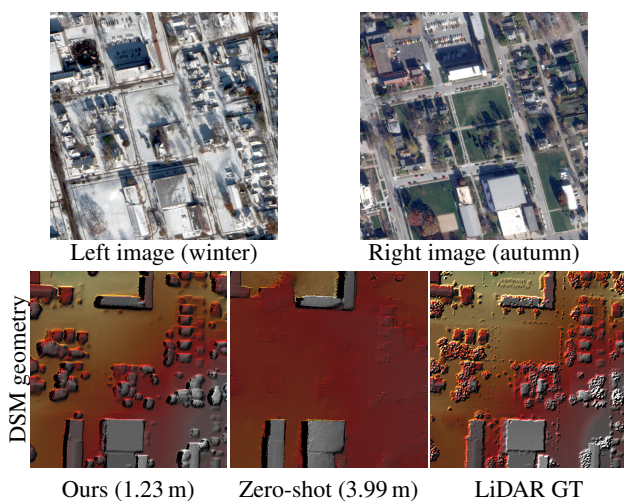 Left image (winter)
Right image (autumn)
DSM geometry
Ours (1.23 m)
Zero-shot (3.99 m)
LiDAR GT